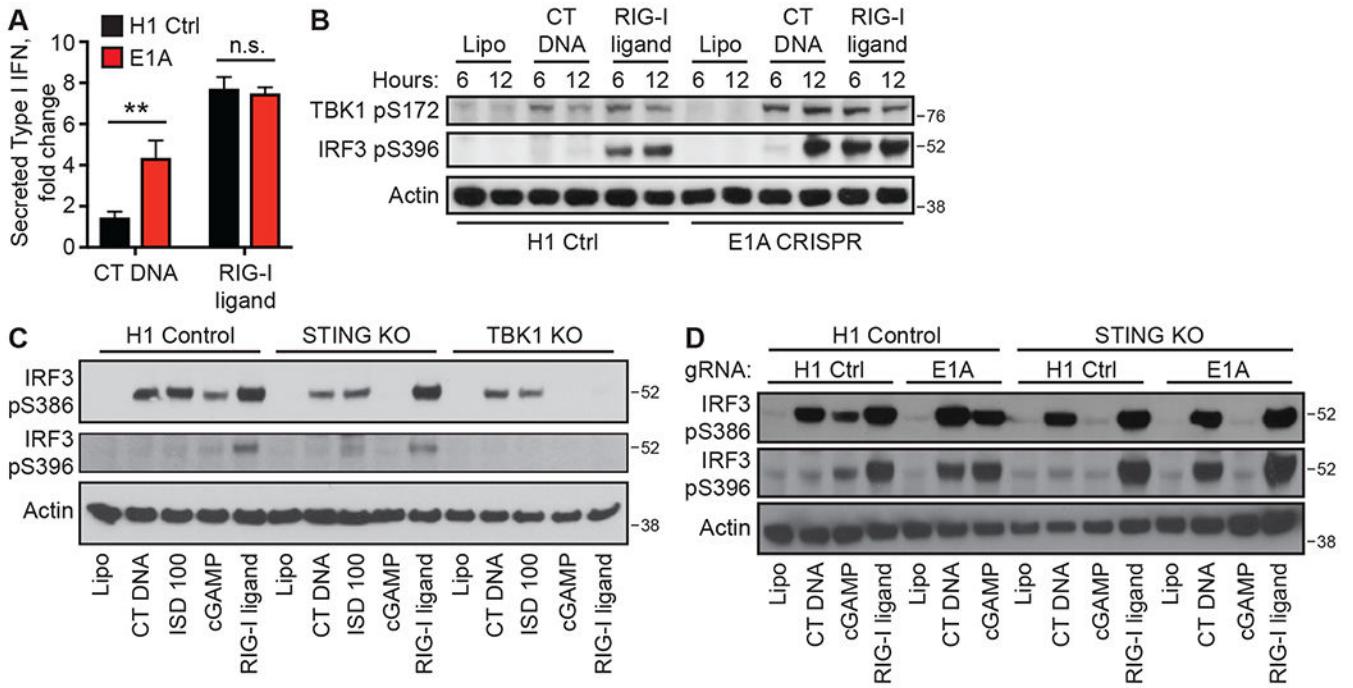 A
H1 Ctrl
E1A
Secreted Type I IFN,
fold change
10
8
6
4
2
0
**
n.s.
CT DNA
RIG-I
ligand
B
Lipo
CT
DNA
RIG-I
ligand
Lipo
CT
DNA
RIG-I
ligand
Hours: 6 12 6 12 6 12 6 12 6 12 6 12
TBK1 pS172
-76
IRF3 pS396
-52
Actin
-38
H1 Ctrl
E1A CRISPR
C
H1 Control STING KO TBK1 KO
IRF3
pS386
-52
IRF3
pS396
-52
Actin
-38
Lipo
CT DNA
ISD 100
cGAMP
RIG-I ligand
Lipo
CT DNA
ISD 100
cGAMP
RIG-I ligand
Lipo
CT DNA
ISD 100
cGAMP
RIG-I ligand
D
H1 Control STING KO
gRNA: H1 Ctrl E1A H1 Ctrl E1A
IRF3
pS386
-52
IRF3
pS396
-52
Actin
-38
Lipo
CT DNA
cGAMP
RIG-I ligand
Lipo
CT DNA
cGAMP
Lipo
CT DNA
cGAMP
RIG-I ligand
Lipo
CT DNA
cGAMP
RIG-I ligand